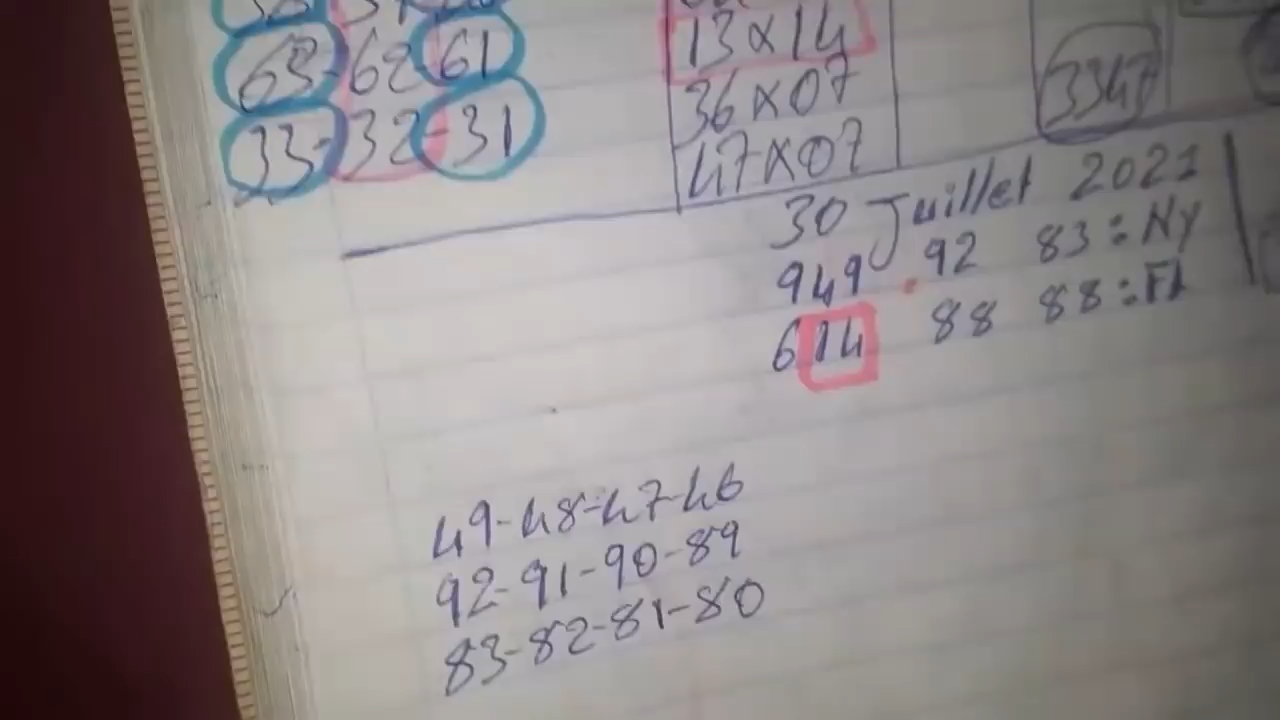 63-62-61
33-32-31
13x14
36x07
47x07
3347
30 Juillet 2021
949 . 92 83:Ny
614 88 88:Fl
49-48-47-46
92-91-90-89
83-82-81-80